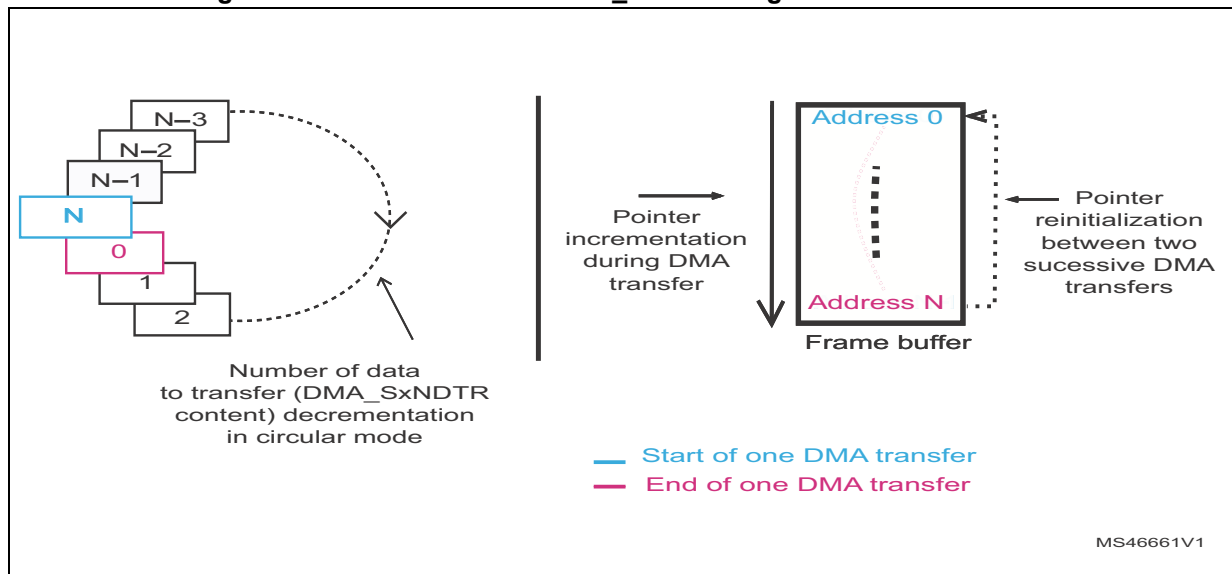 N–3
N–2
N–1
N
0
1
2
Number of data
to transfer (DMA_SxNDTR
content) decrementation
in circular mode
Pointer
incrementation
during DMA
transfer
Address 0
Address N
Frame buffer
Pointer
reinitialization
between two
sucessive DMA
transfers
Start of one DMA transfer
End of one DMA transfer
MS46661V1